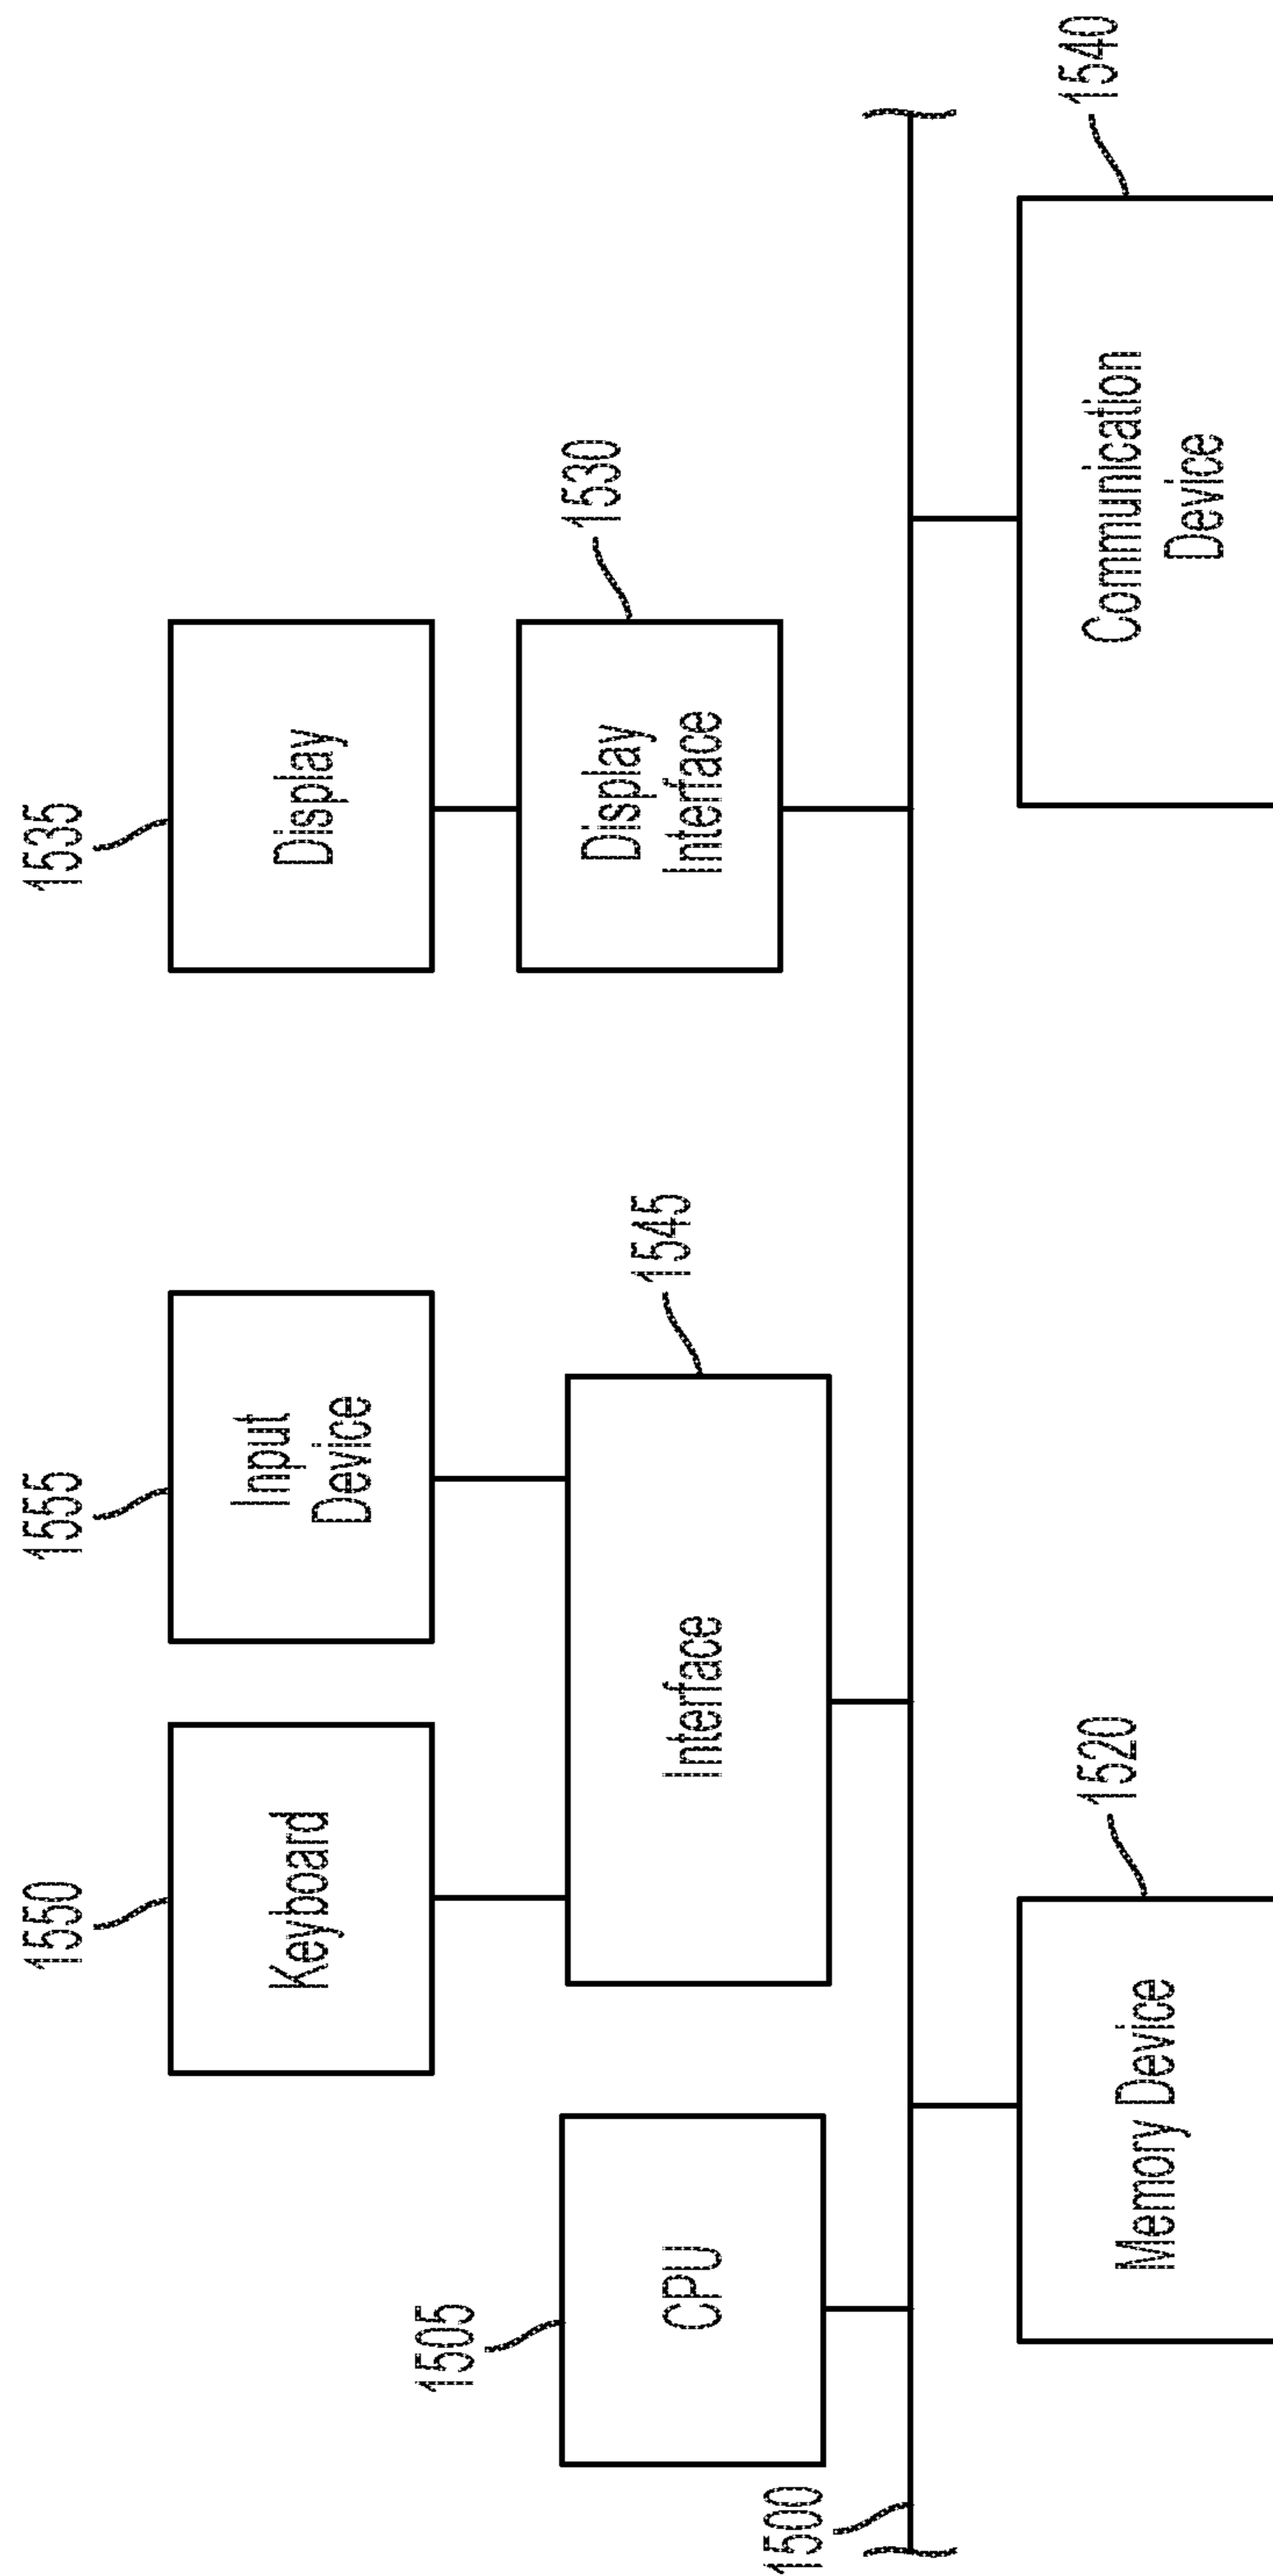 1550
1555
1535
Keyboard
Input
Device
Display
1505
1545
1530
CPU
Interface
Display
Interface
1500
1520
1540
Memory Device
Communication
Device